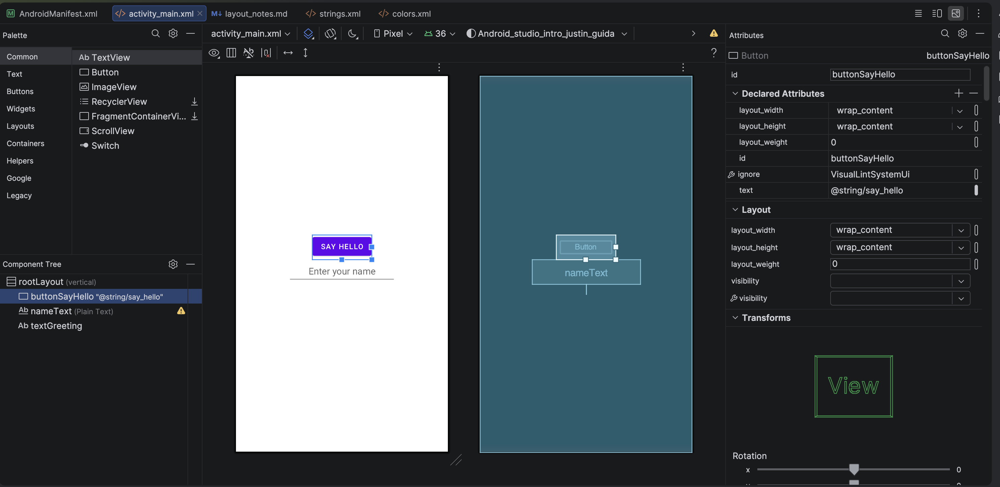 AndroidManifest.xml
activity_main.xml
layout_notes.md
strings.xml
colors.xml
Palette
Common
Text
Buttons
Widgets
Layouts
Containers
Helpers
Google
Legacy
Ab TextView
Button
ImageView
RecyclerView
FragmentContainerVi...
ScrollView
Switch
Component Tree
rootLayout (vertical)
buttonSayHello "@string/say_hello"
Ab nameText (Plain Text)
Ab textGreeting
activity_main.xml
Pixel
36
Android_studio_intro_justin_guida
SAY HELLO
Enter your name
Button
nameText
Attributes
Button buttonSayHello
id buttonSayHello
Declared Attributes
layout_width wrap_content
layout_height wrap_content
layout_weight 0
id buttonSayHello
ignore VisualLintSystemUi
text @string/say_hello
Layout
layout_width wrap_content
layout_height wrap_content
layout_weight 0
visibility
visibility
Transforms
View
Rotation
x 0